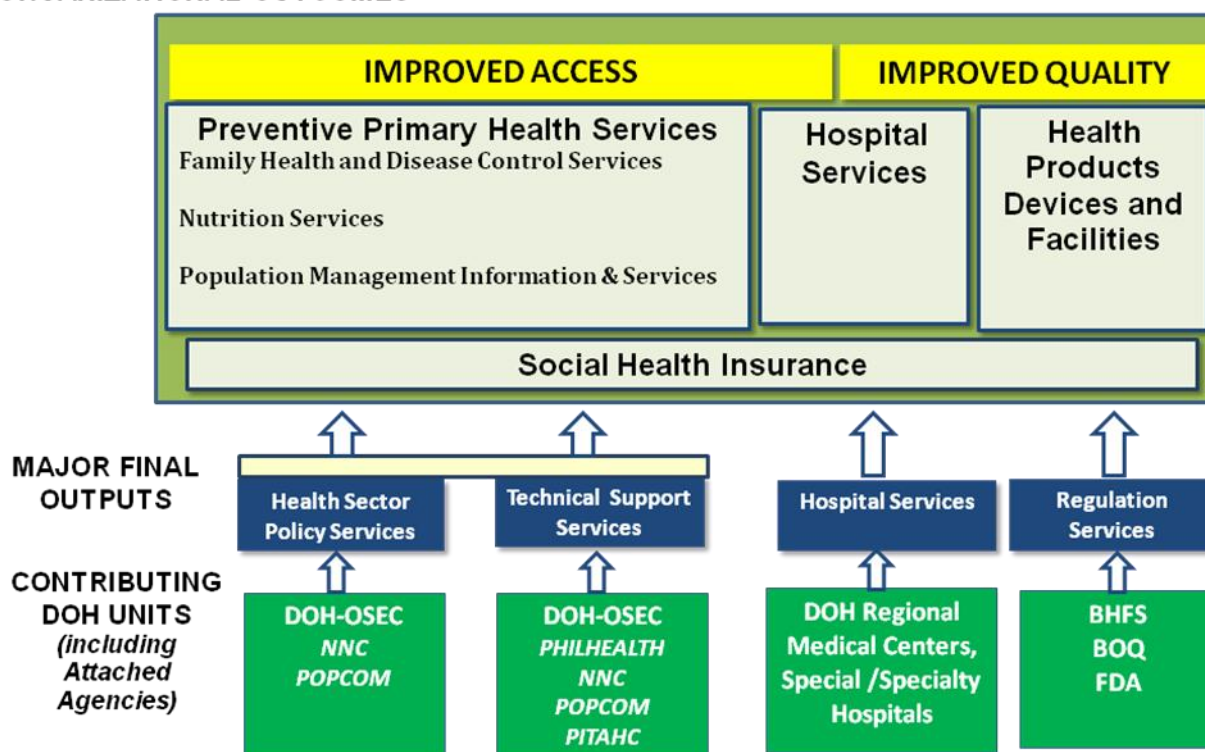 IMPROVED ACCESS
IMPROVED QUALITY
Preventive Primary Health Services
Family Health and Disease Control Services
Nutrition Services
Population Management Information & Services
Hospital
Services
Health
Products
Devices and
Facilities
Social Health Insurance
MAJOR FINAL
OUTPUTS
Health Sector
Policy Services
Technical Support
Services
Hospital Services
Regulation
Services
CONTRIBUTING
DOH UNITS
(including
Attached
Agencies)
DOH-OSEC
NNC
POPCOM
DOH-OSEC
PHILHEALTH
NNC
POPCOM
PITAHC
DOH Regional
Medical Centers,
Special /Specialty
Hospitals
BHFS
BOQ
FDA